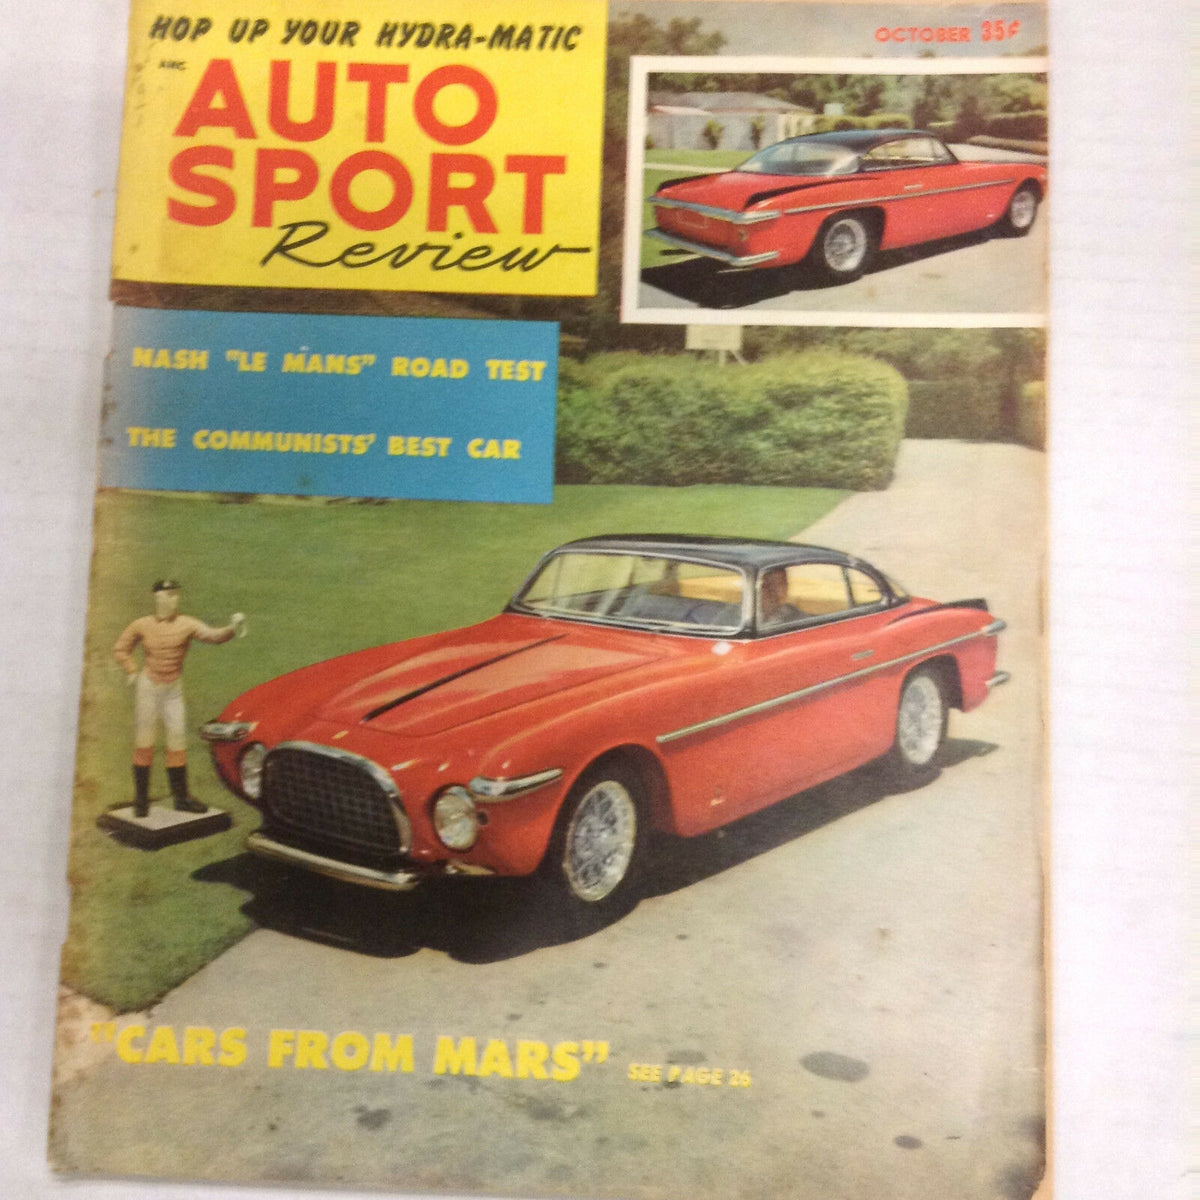 HOP UP YOUR HYDRA-MATIC
OCTOBER 35¢
AUTO
SPORT
Review
NASH "LE MANS" ROAD TEST
THE COMMUNISTS' BEST CAR
"CARS FROM MARS" SEE PAGE 26